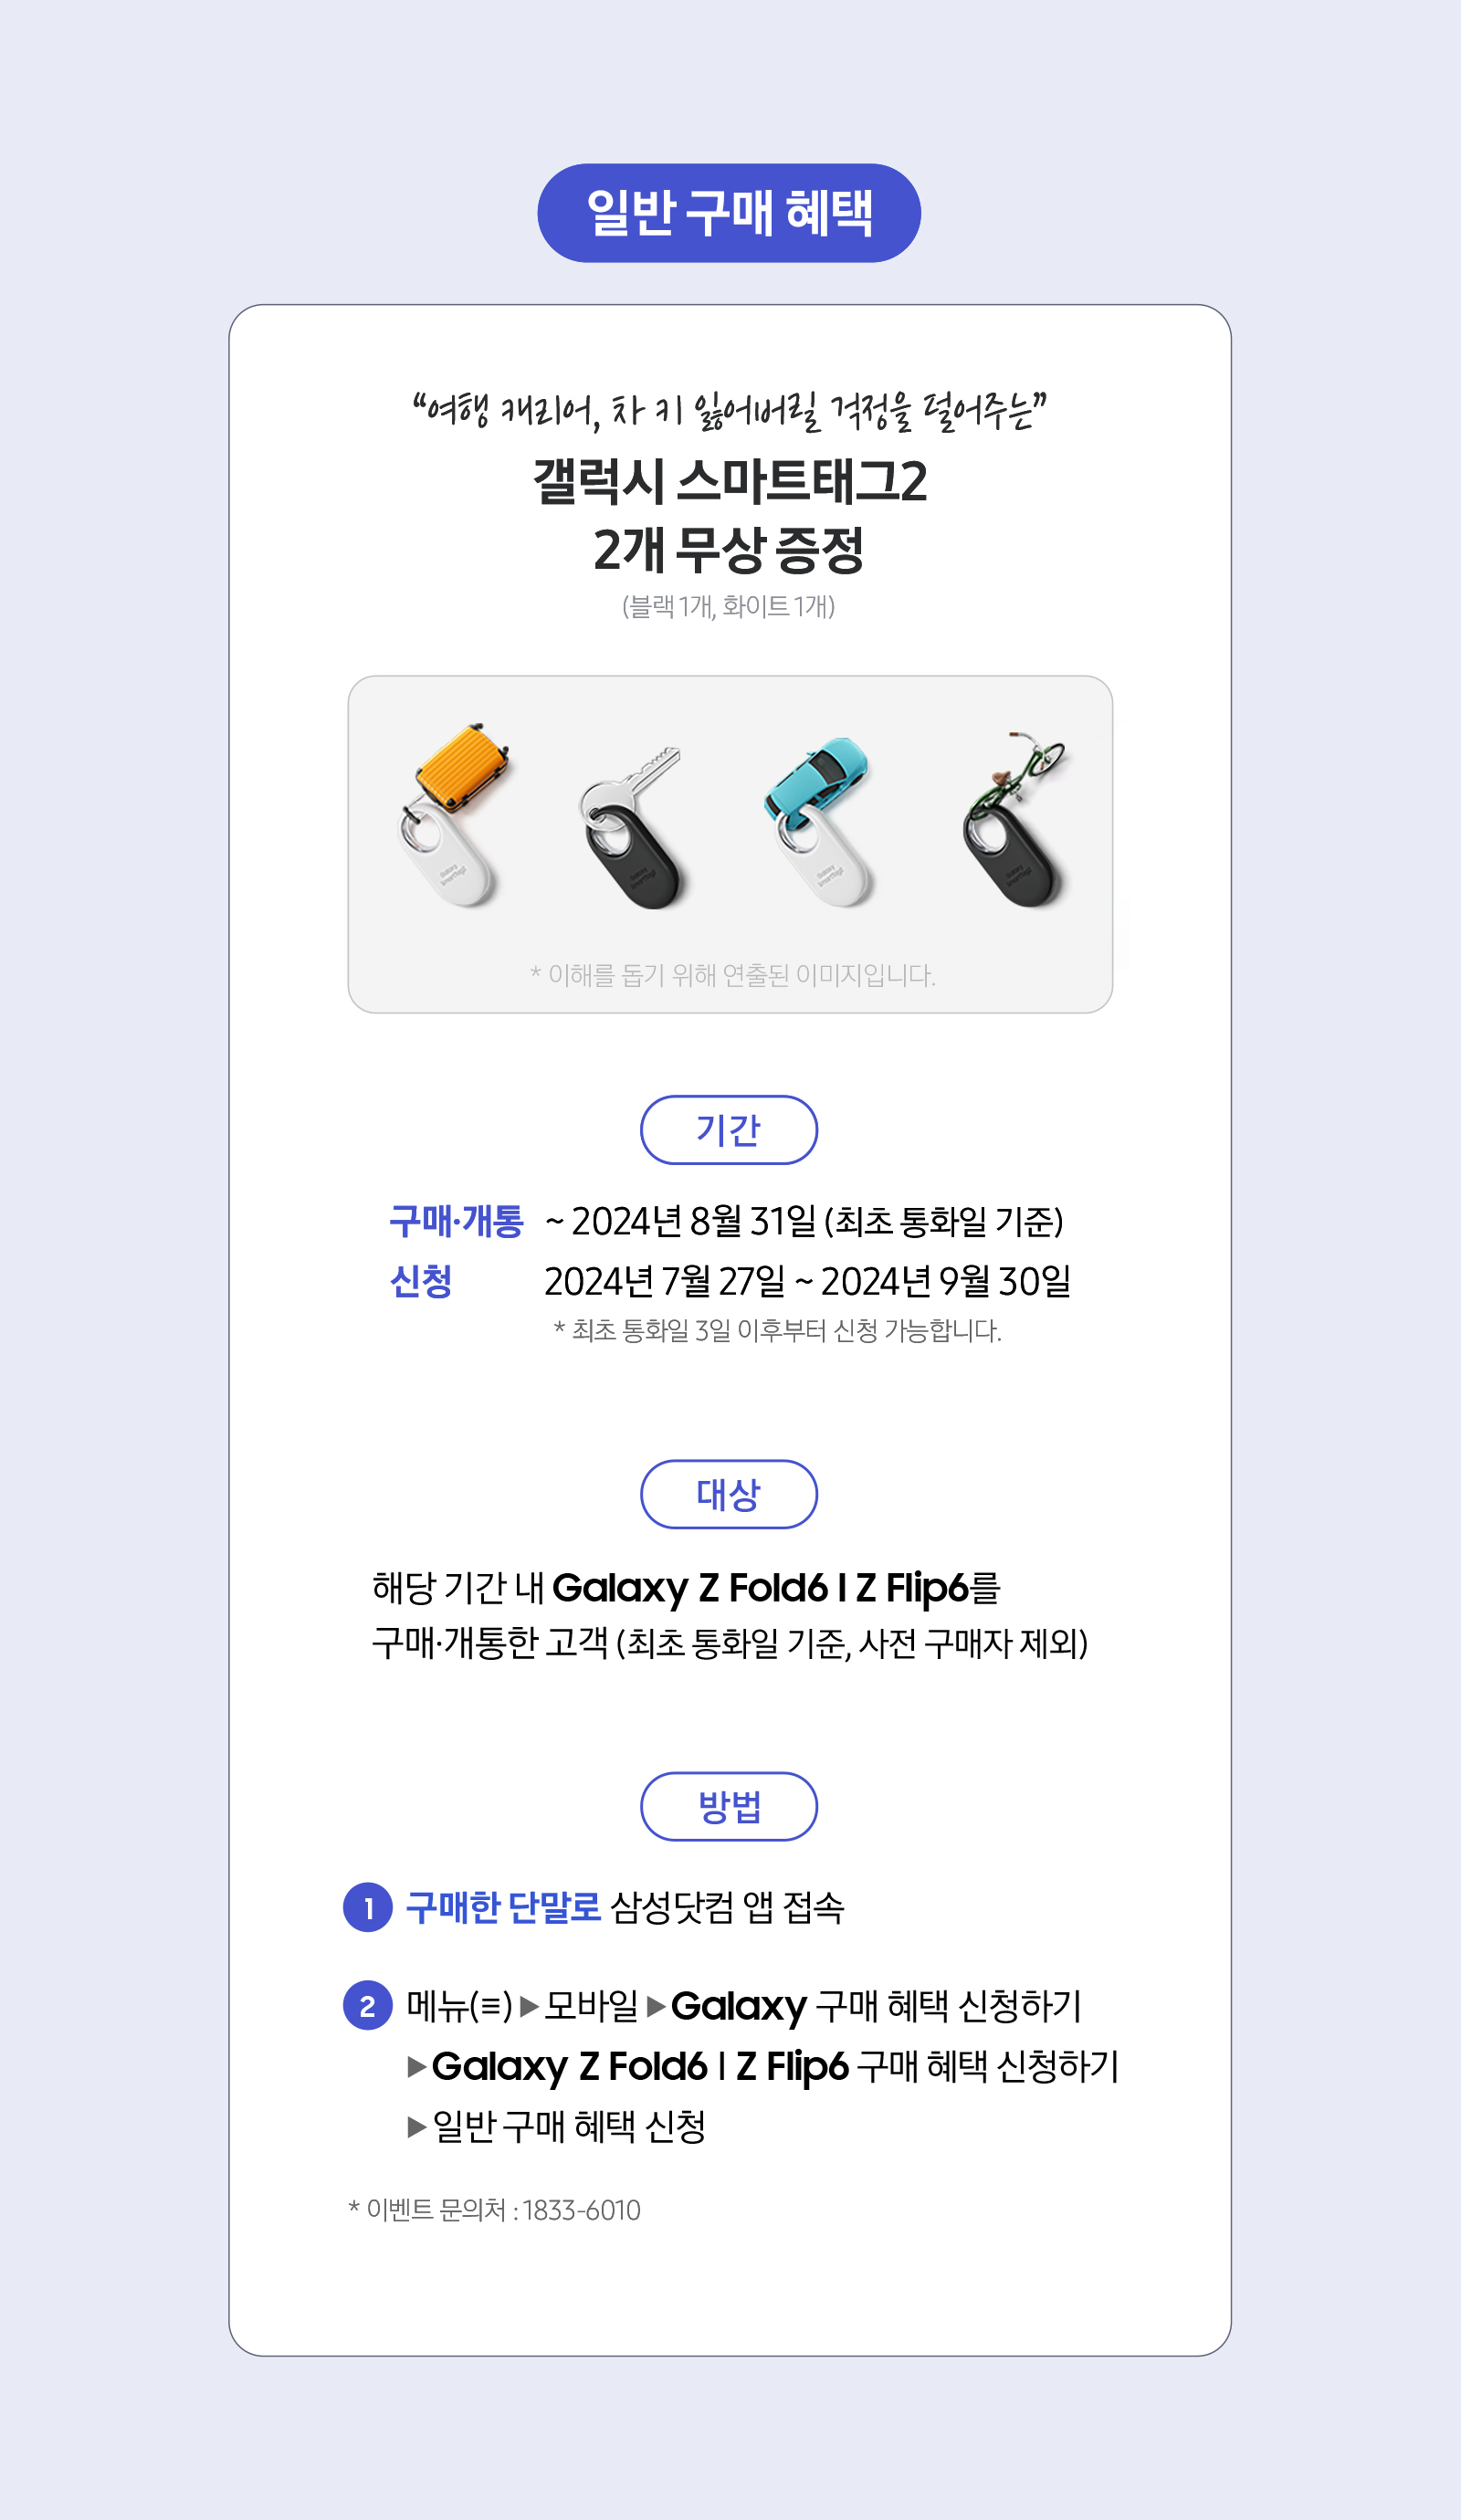 일반 구매 혜택
“여행 캐리어, 차 키 잃어버릴 걱정을 덜어주는”
갤럭시 스마트태그2
2개 무상 증정
(블랙 1개, 화이트 1개)
Galaxy
SmartTag2
Galaxy
SmartTag2
Galaxy
SmartTag2
Galaxy
SmartTag2
* 이해를 돕기 위해 연출된 이미지입니다.
기간
구매·개통 ~ 2024년 8월 31일 (최초 통화일 기준)
신청 2024년 7월 27일 ~ 2024년 9월 30일
* 최초 통화일 3일 이후부터 신청 가능합니다.
대상
해당 기간 내 Galaxy Z Fold6 I Z Flip6를
구매·개통한 고객 (최초 통화일 기준, 사전 구매자 제외)
방법
1 구매한 단말로 삼성닷컴 앱 접속
2 메뉴(≡) ▶ 모바일 ▶ Galaxy 구매 혜택 신청하기
▶ Galaxy Z Fold6 I Z Flip6 구매 혜택 신청하기
▶ 일반 구매 혜택 신청
* 이벤트 문의처 : 1833-6010